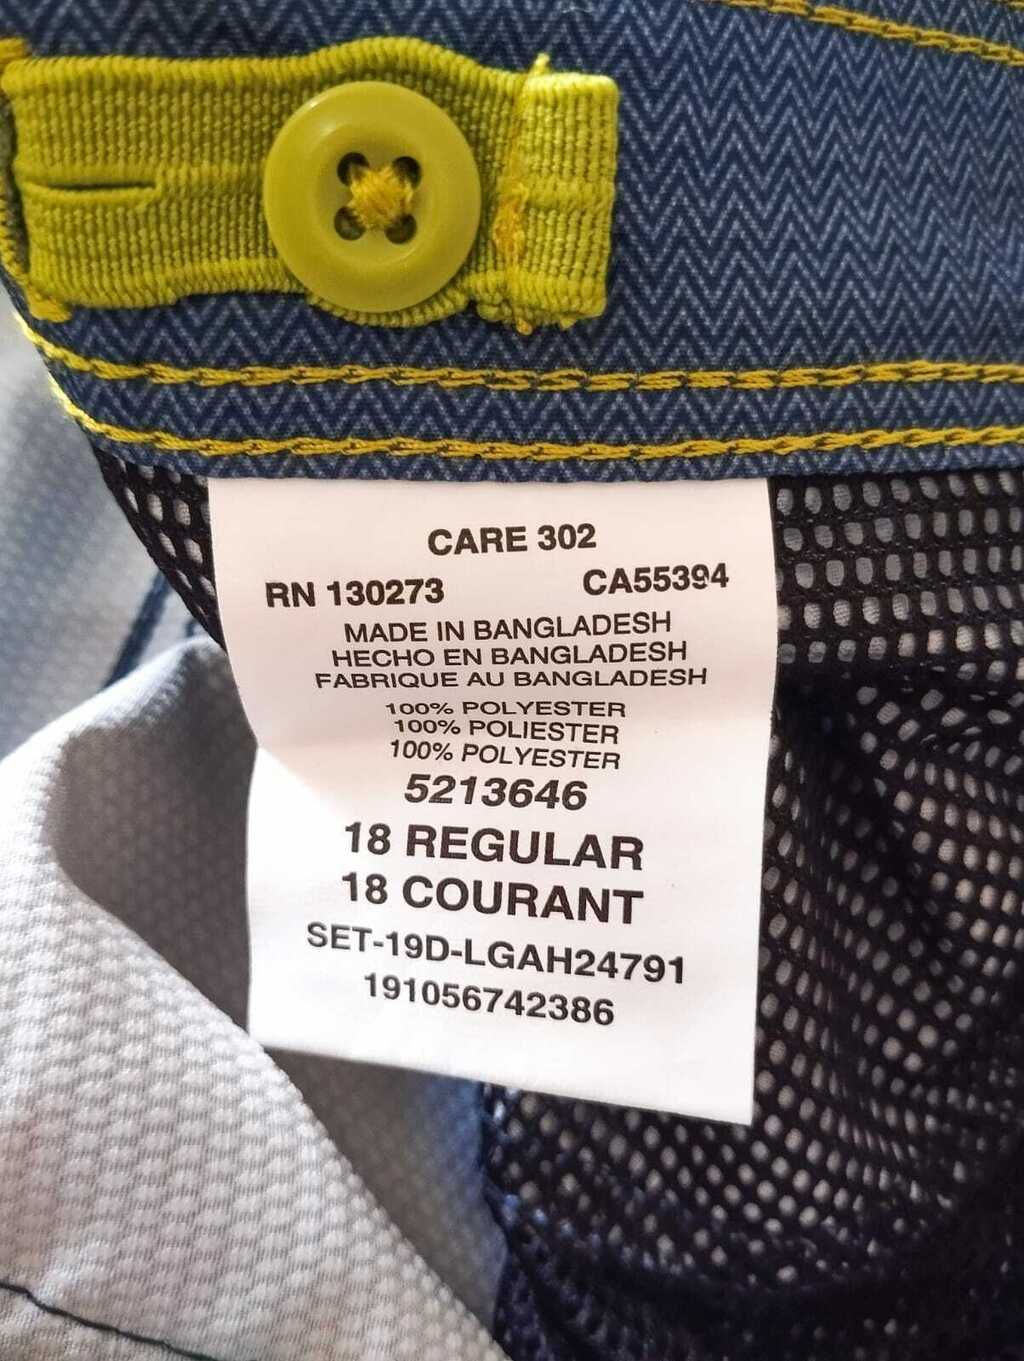 CARE 302
RN 130273 CA55394
MADE IN BANGLADESH
HECHO EN BANGLADESH
FABRIQUE AU BANGLADESH
100% POLYESTER
100% POLIESTER
100% POLYESTER
5213646
18 REGULAR
18 COURANT
SET-19D-LGAH24791
191056742386